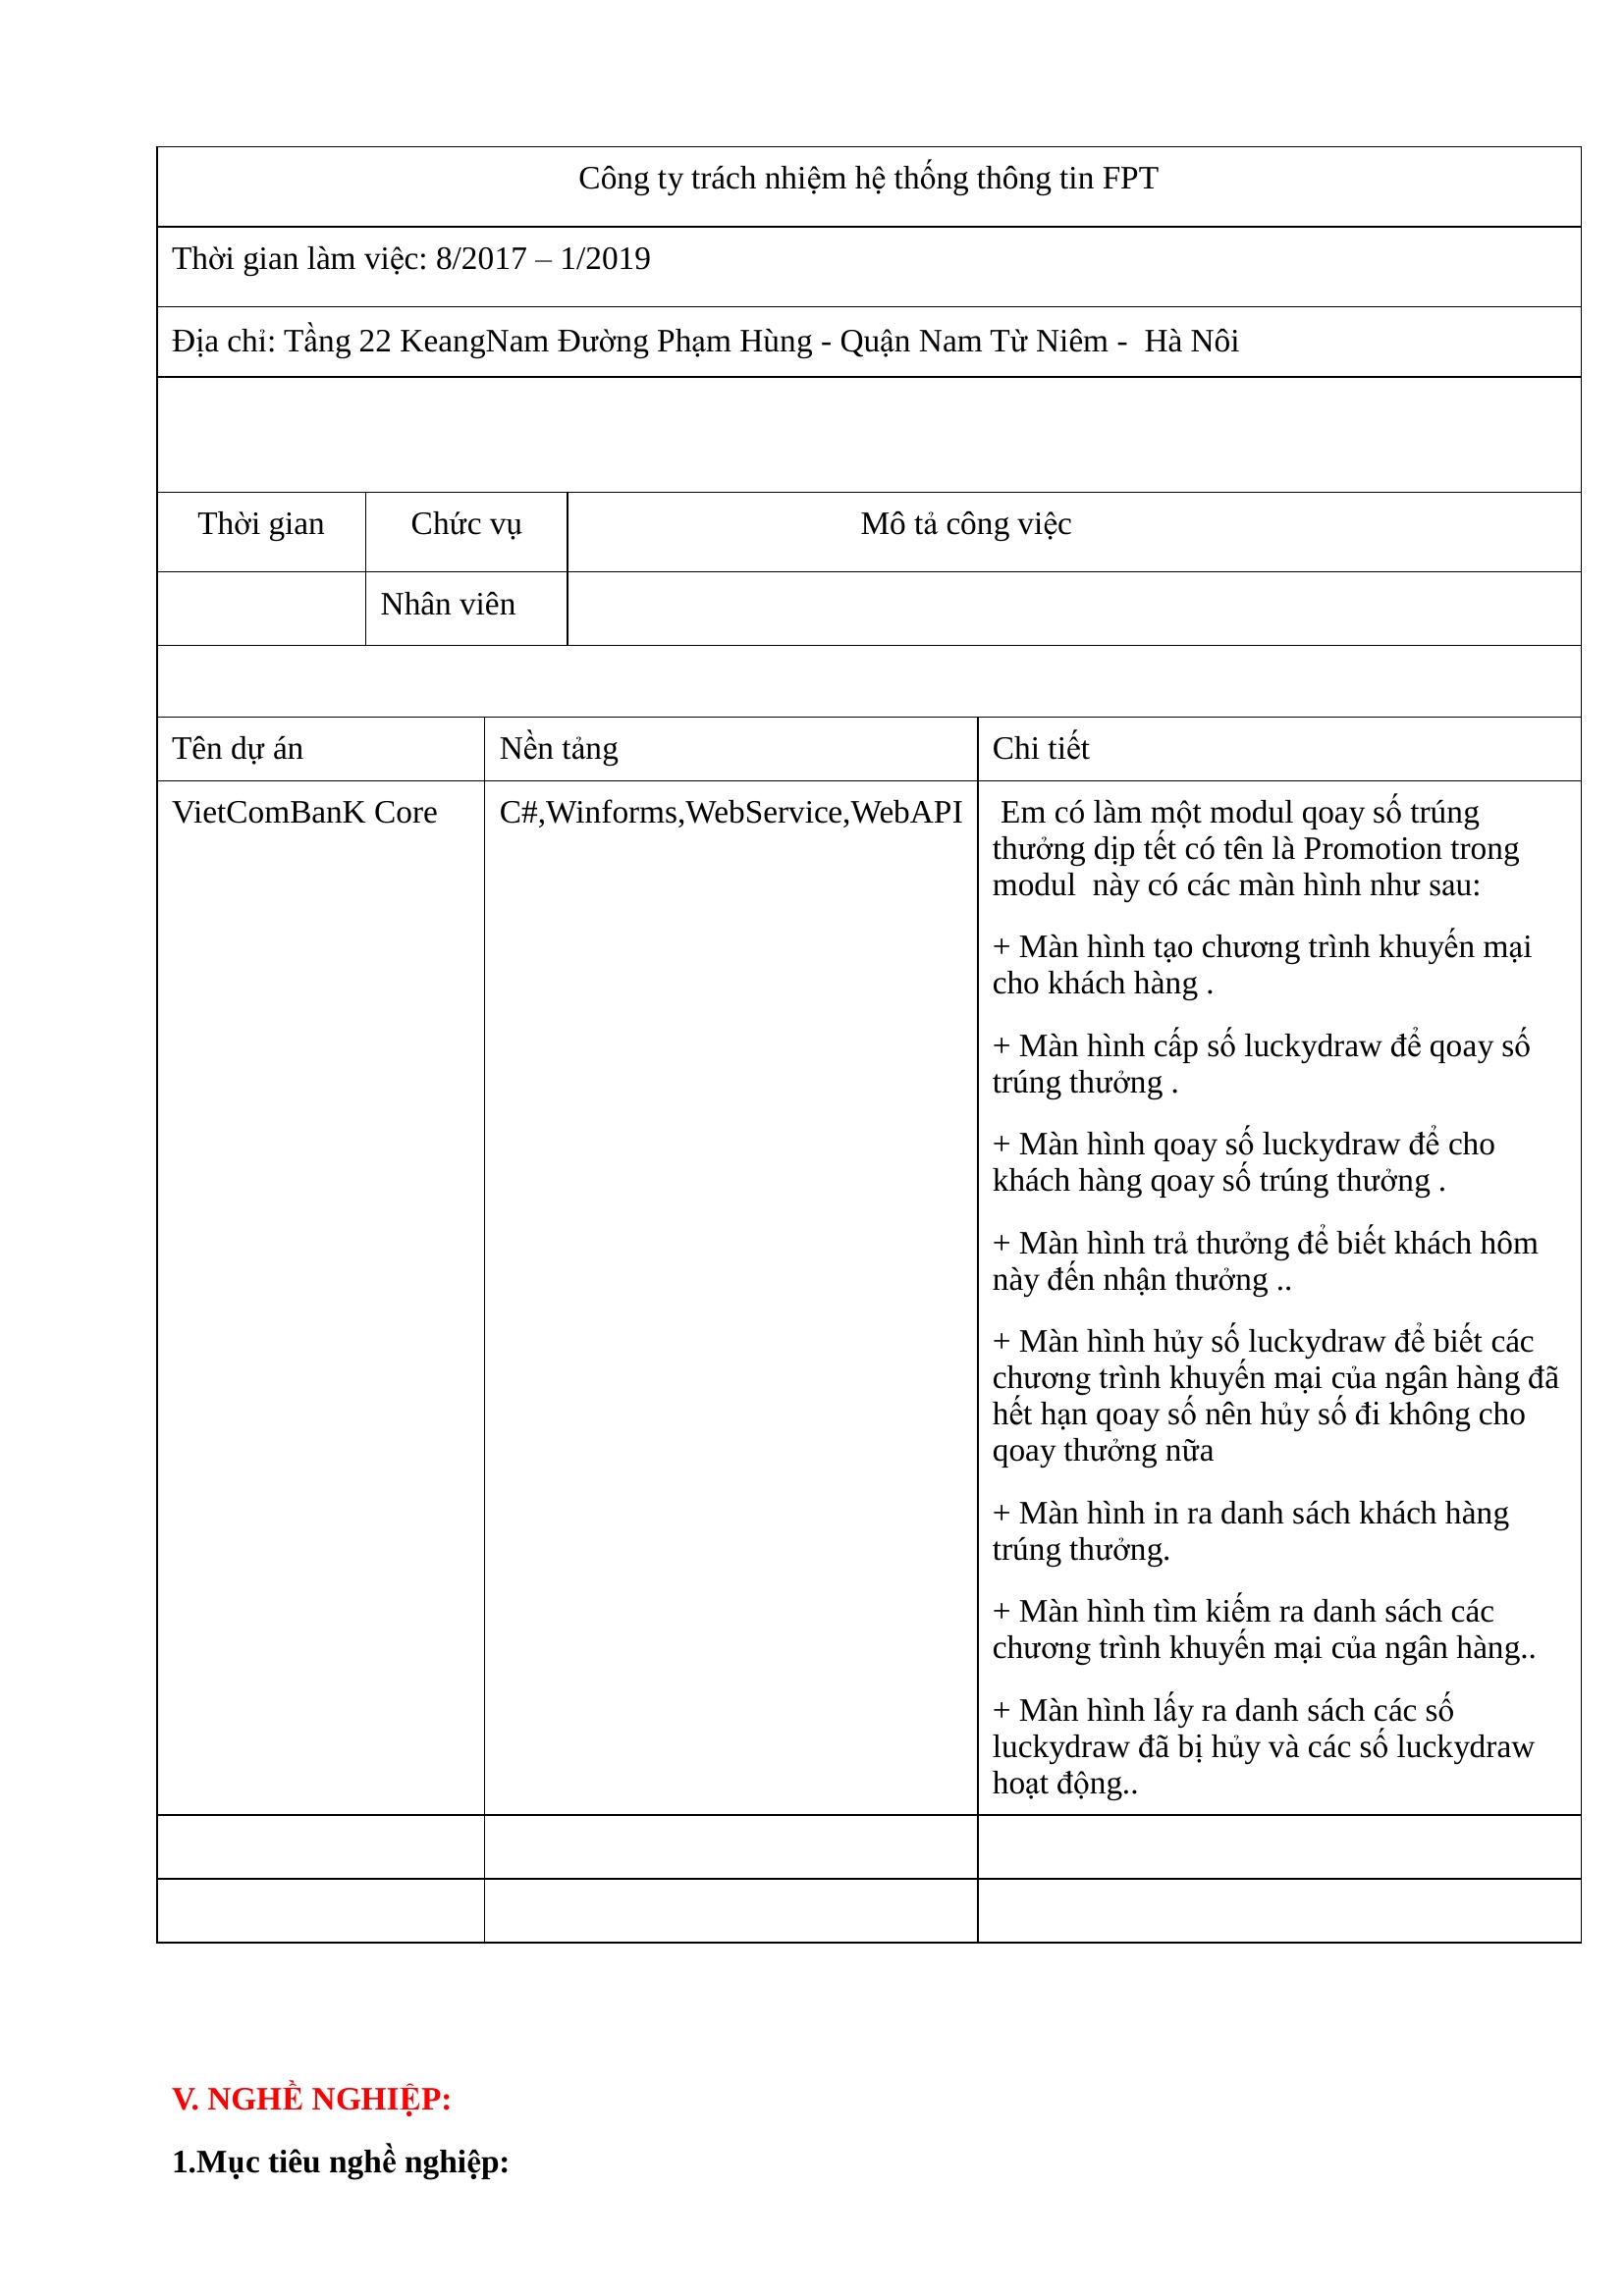 Công ty trách nhiệm hệ thống thông tin FPT
Thời gian làm việc: 8/2017 – 1/2019
Địa chỉ: Tầng 22 KeangNam Đường Phạm Hùng - Quận Nam Từ Niêm -  Hà Nôi
Thời gian
Chức vụ
Mô tả công việc
Nhân viên
Tên dự án
Nền tảng
Chi tiết
VietComBanK Core
C#,Winforms,WebService,WebAPI
Em có làm một modul qoay số trúng
thưởng dịp tết có tên là Promotion trong
modul  này có các màn hình như sau:
+ Màn hình tạo chương trình khuyến mại
cho khách hàng .
+ Màn hình cấp số luckydraw để qoay số
trúng thưởng .
+ Màn hình qoay số luckydraw để cho
khách hàng qoay số trúng thưởng .
+ Màn hình trả thưởng để biết khách hôm
này đến nhận thưởng ..
+ Màn hình hủy số luckydraw để biết các
chương trình khuyến mại của ngân hàng đã
hết hạn qoay số nên hủy số đi không cho
qoay thưởng nữa
+ Màn hình in ra danh sách khách hàng
trúng thưởng.
+ Màn hình tìm kiếm ra danh sách các
chương trình khuyến mại của ngân hàng..
+ Màn hình lấy ra danh sách các số
luckydraw đã bị hủy và các số luckydraw
hoạt động..
V. NGHỀ NGHIỆP:
1.Mục tiêu nghề nghiệp: